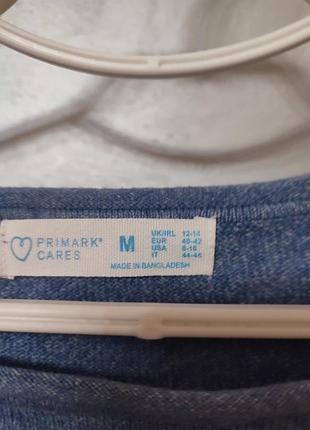 PRIMARK®
CARES
M
UK/IRL 12-14
EUR 40-42
USA 8-10
IT 44-46
MADE IN BANGLADESH